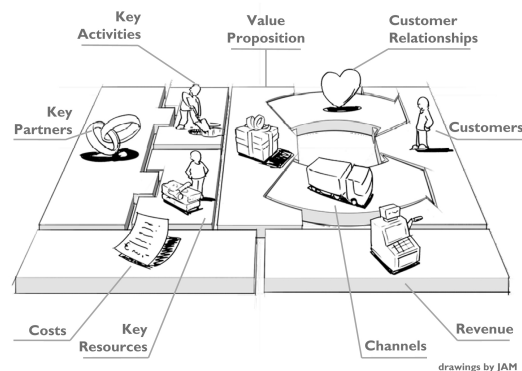 Key
Activities
Value
Proposition
Customer
Relationships
Key
Partners
Customers
Costs
Key
Resources
Channels
Revenue
drawings by JAM